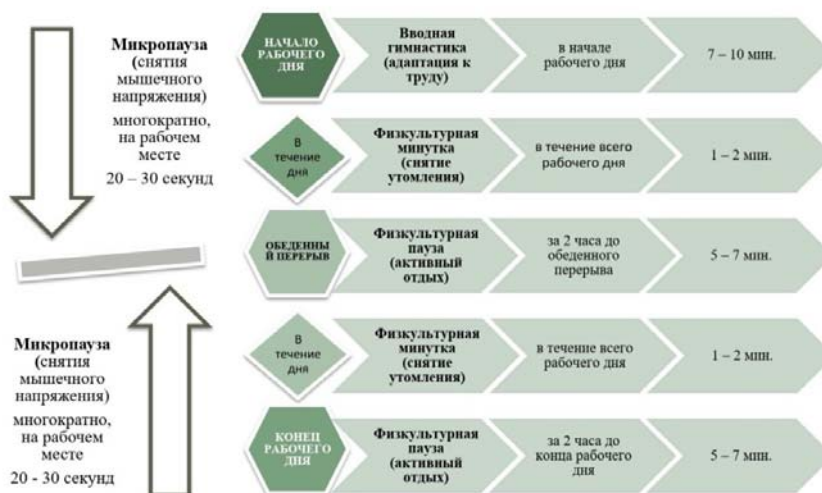 Микропауза
(снятия
мышечного
напряжения)
многократно,
на рабочем
месте
20 – 30 секунд
НАЧАЛО
РАБОЧЕГО
ДНЯ
Вводная
гимнастика
(адаптация к
труду)
в начале
рабочего дня
7 – 10 мин.
В
течение
дня
Физкультурная
минутка
(снятие
утомления)
в течение всего
рабочего дня
1 – 2 мин.
ОБЕДЕННЫ
Й ПЕРЕРЫВ
Физкультурная
пауза
(активный
отдых)
за 2 часа до
обеденного
перерыва
5 – 7 мин.
Микропауза
(снятия
мышечного
напряжения)
многократно,
на рабочем
месте
20 - 30 секунд
В
течение
дня
Физкультурная
минутка
(снятие
утомления)
в течение всего
рабочего дня
1 – 2 мин.
КОНЕЦ
РАБОЧЕГО
ДНЯ
Физкультурная
пауза
(активный
отдых)
за 2 часа до
конца рабочего
дня
5 – 7 мин.